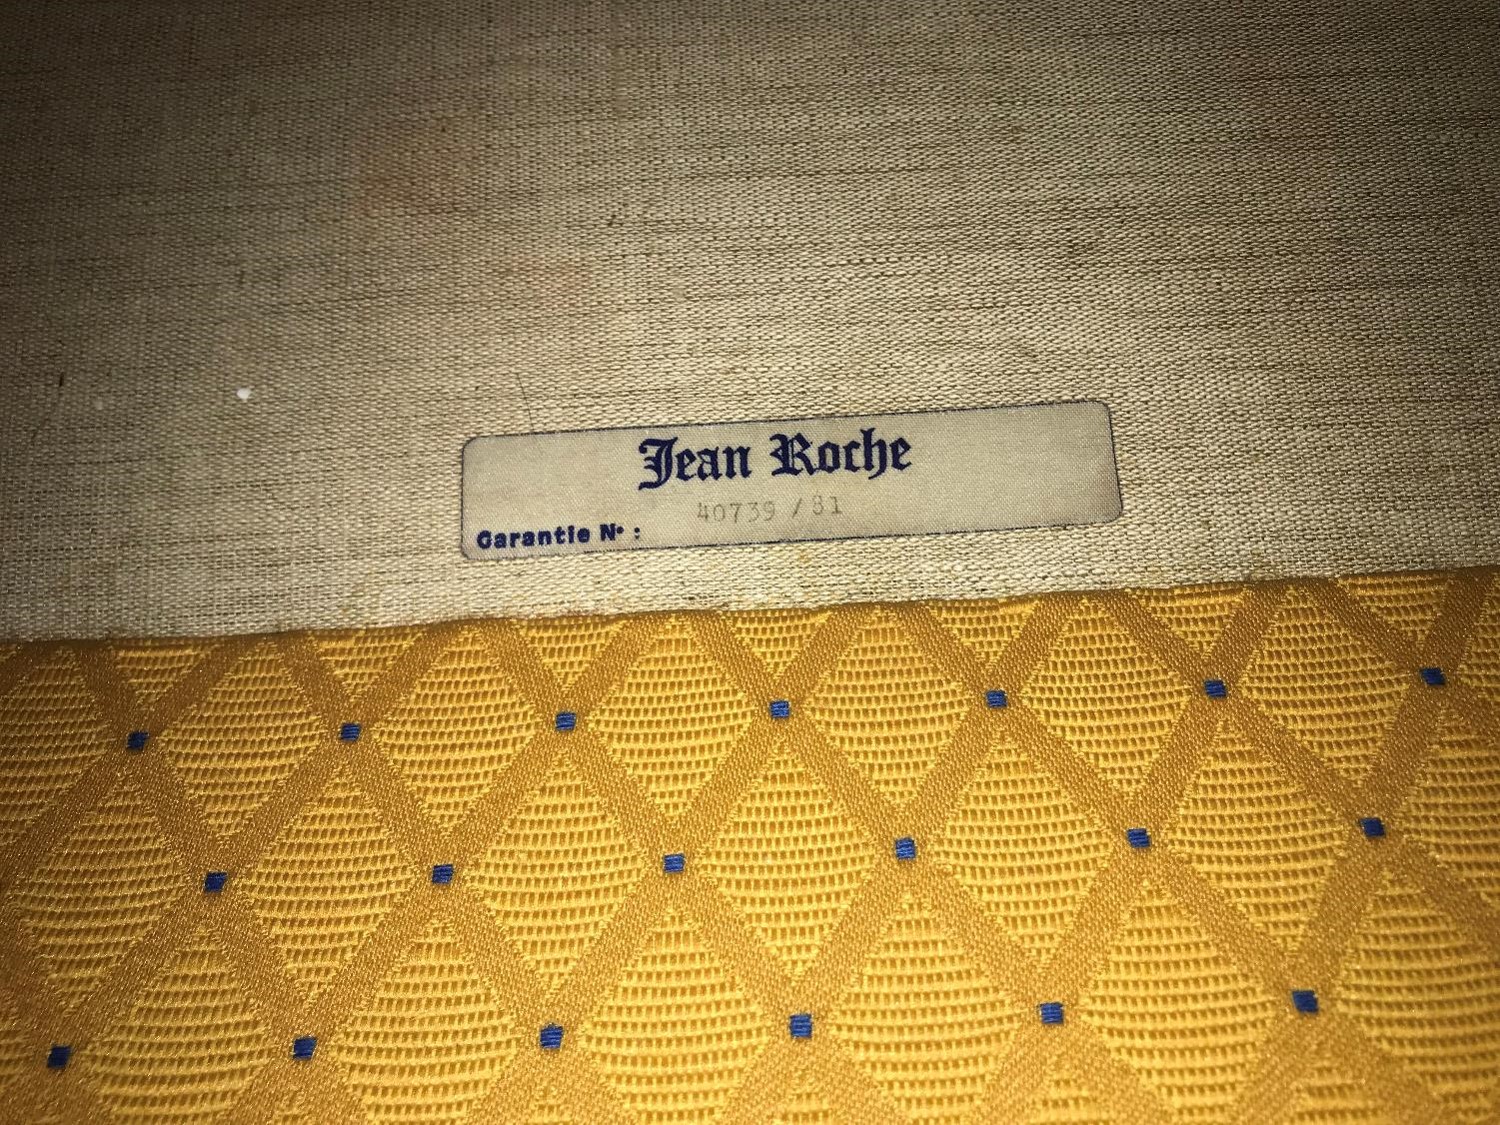 Jean Roche
40739 / 81
Garantie N• :